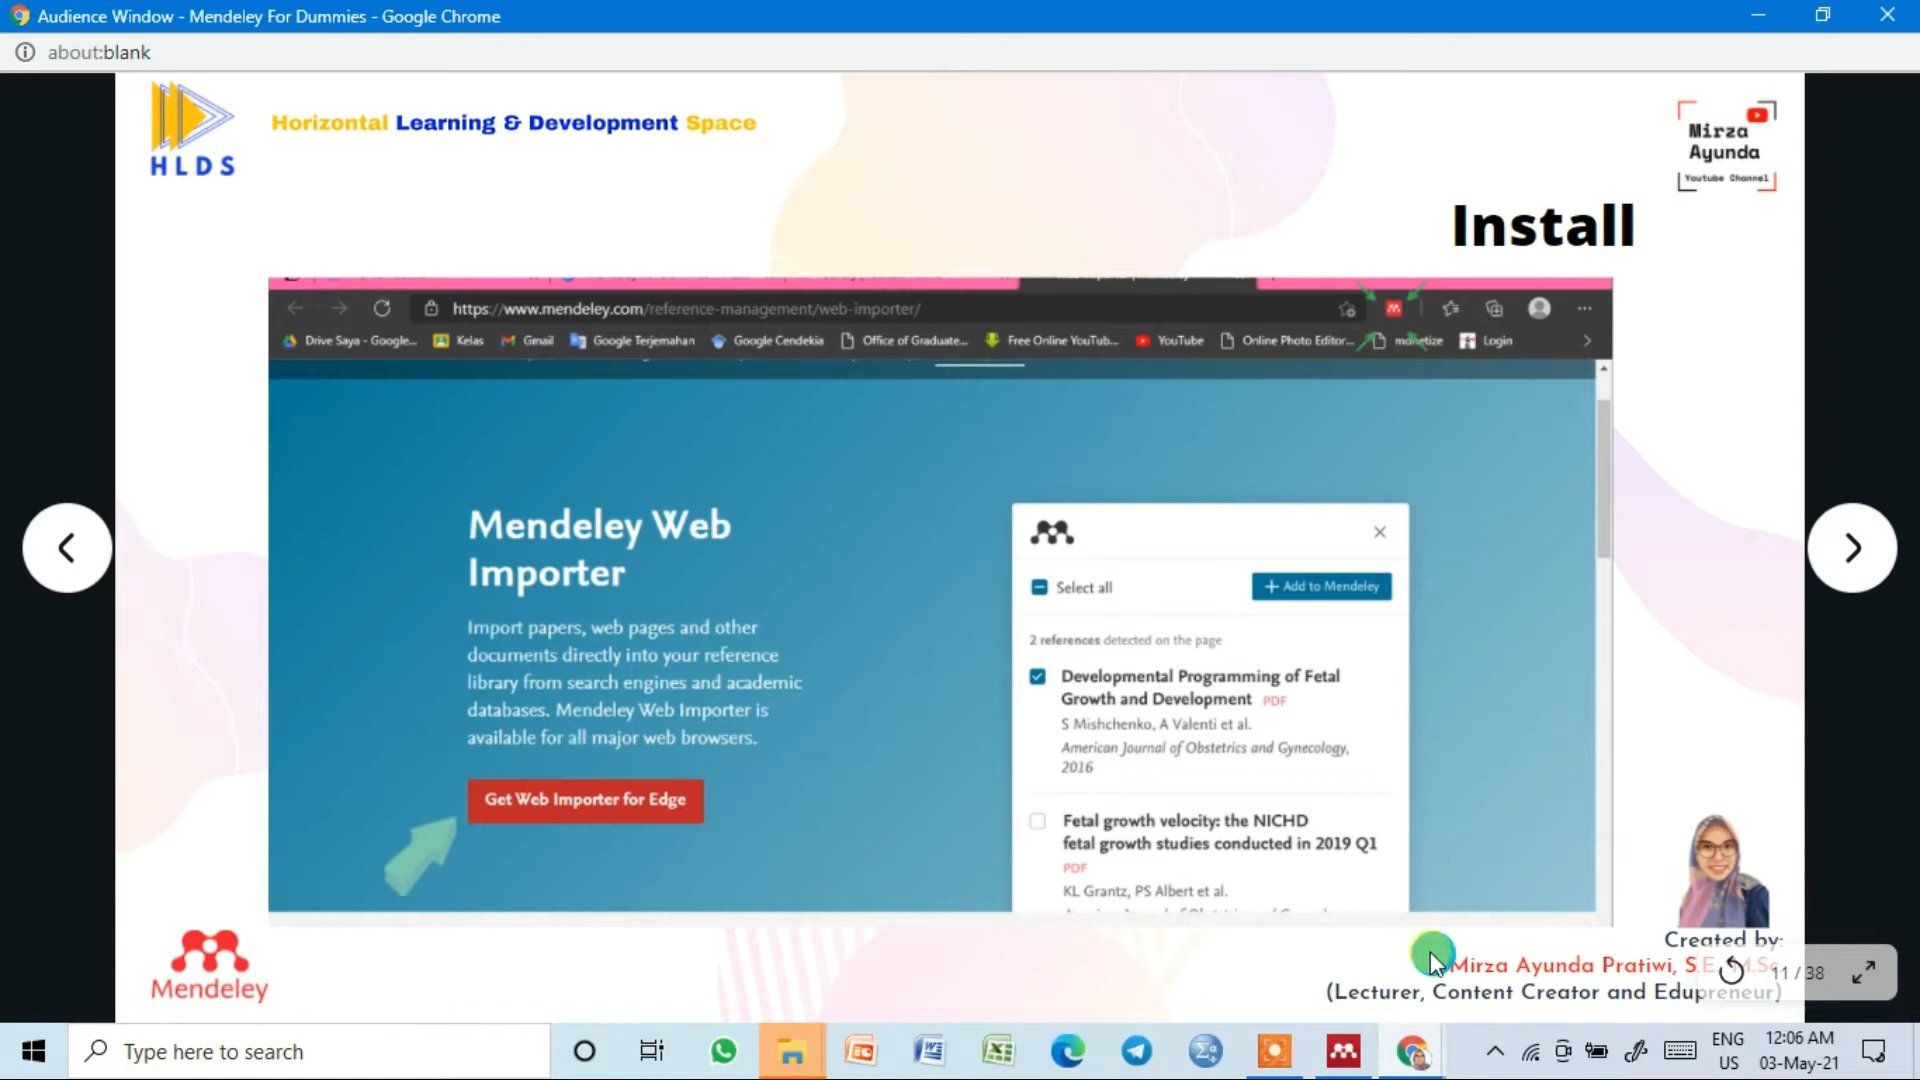 Audience Window - Mendeley For Dummies - Google Chrome
about:blank
HLDS
Horizontal Learning & Development Space
Mirza
Ayunda
Youtube Channel
Install
https://www.mendeley.com/reference-management/web-importer/
Drive Saya - Google... Kelas Gmail Google Terjemahan Google Cendekia Office of Graduate... Free Online YouTub... YouTube Online Photo Editor... monetize Login
Mendeley Web
Importer
Import papers, web pages and other
documents directly into your reference
library from search engines and academic
databases. Mendeley Web Importer is
available for all major web browsers.
Get Web Importer for Edge
Select all
+ Add to Mendeley
2 references detected on the page
Developmental Programming of Fetal
Growth and Development PDF
S Mishchenko, A Valenti et al.
American Journal of Obstetrics and Gynecology,
2016
Fetal growth velocity: the NICHD
fetal growth studies conducted in 2019 Q1
PDF
KL Grantz, PS Albert et al.
Mendeley
Created by:
Mirza Ayunda Pratiwi, S.E., M.Sc
(Lecturer, Content Creator and Edupreneur)
11 / 38
Type here to search
ENG
US
12:06 AM
03-May-21